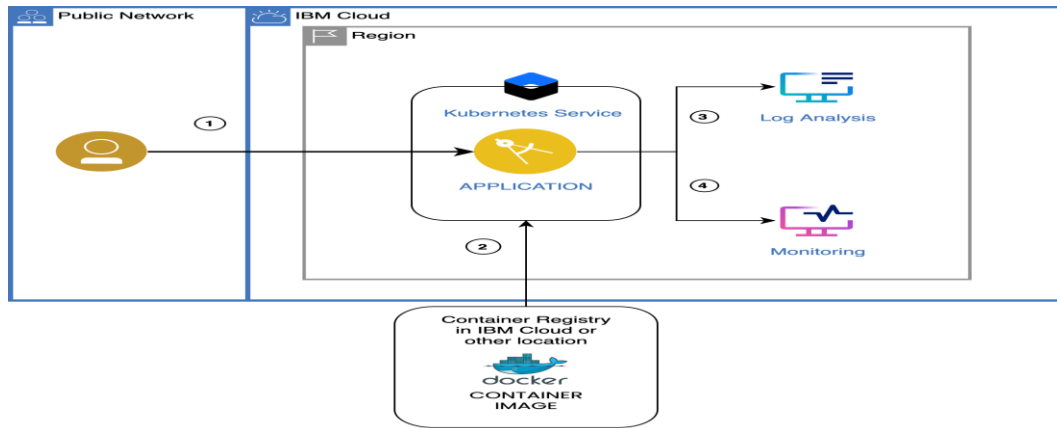 Public Network
IBM Cloud
Region
Kubernetes Service
APPLICATION
1
2
3
Log Analysis
4
Monitoring
Container Registry
in IBM Cloud or
other location
docker
CONTAINER
IMAGE